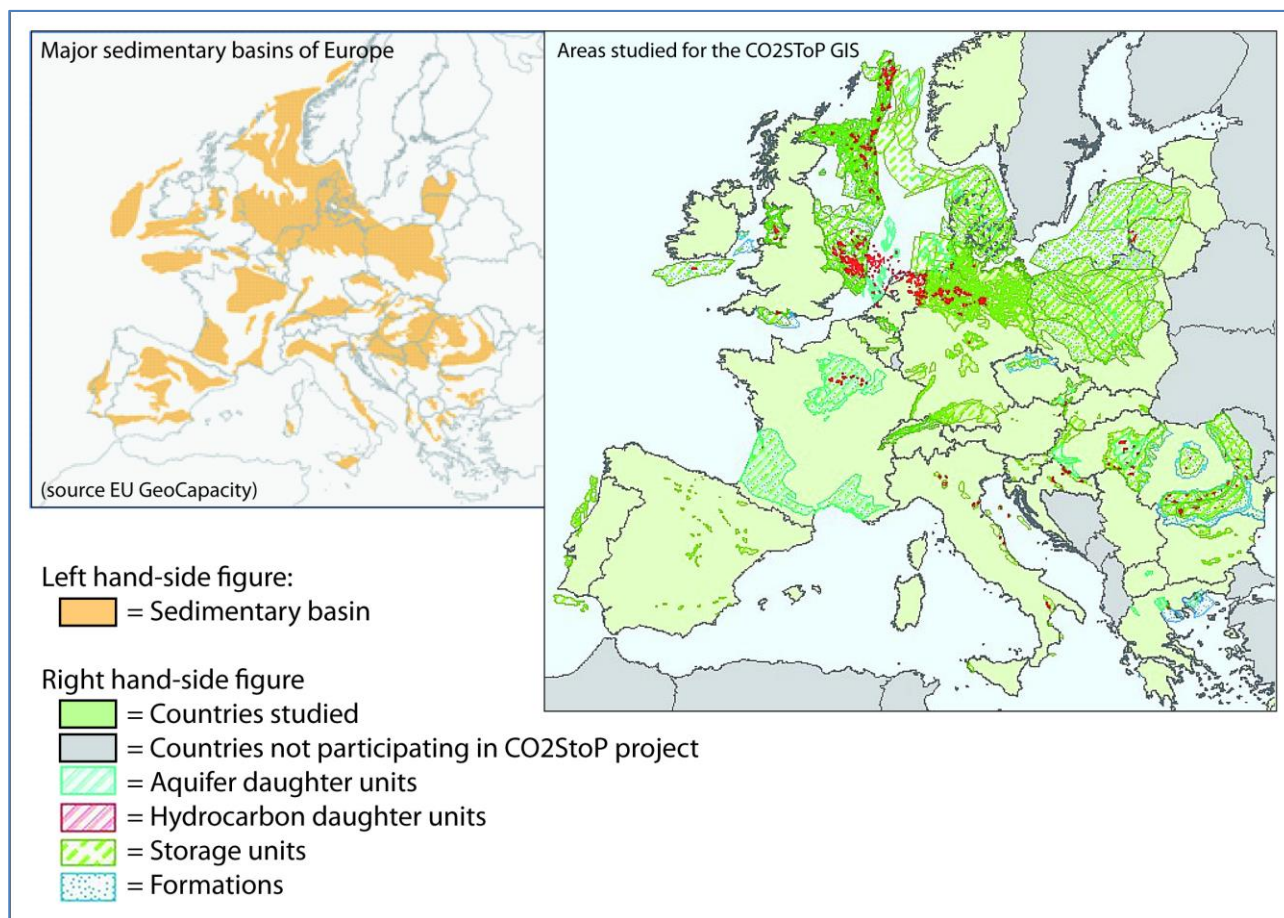 Major sedimentary basins of Europe
(source EU GeoCapacity)
Areas studied for the CO2SToP GIS
Left hand-side figure:
= Sedimentary basin
Right hand-side figure
= Countries studied
= Countries not participating in CO2StoP project
= Aquifer daughter units
= Hydrocarbon daughter units
= Storage units
= Formations